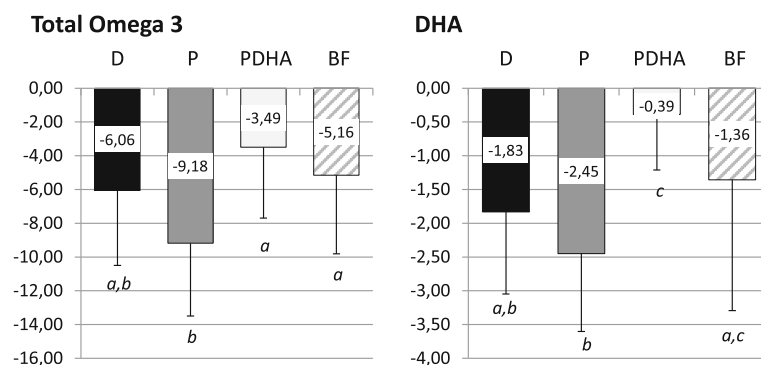 Total Omega 3
D P PDHA BF
0,00
-2,00
-4,00
-6,00
-8,00
-10,00
-12,00
-14,00
-16,00
-6,06
-9,18
-3,49
-5,16
a,b
b
a
a
DHA
D P PDHA BF
0,00
-0,50
-1,00
-1,50
-2,00
-2,50
-3,00
-3,50
-4,00
-1,83
-2,45
-0,39
-1,36
a,b
b
c
a,c